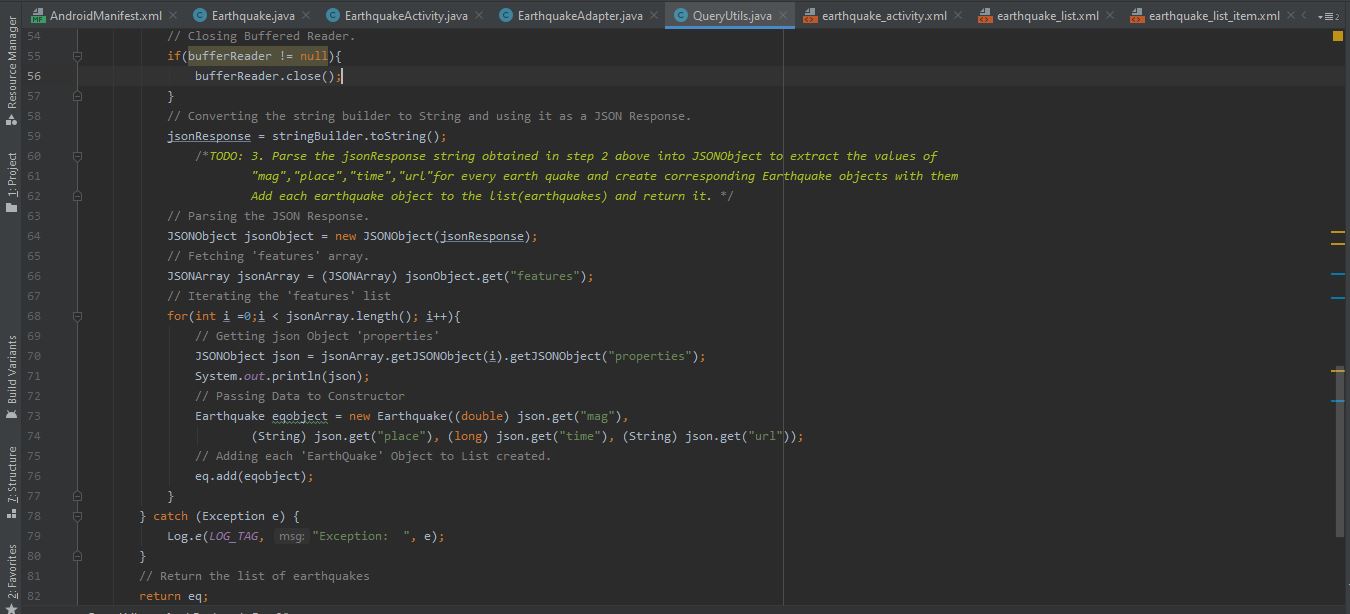 AndroidManifest.xml Earthquake.java EarthquakeActivity.java EarthquakeAdapter.java QueryUtils.java earthquake_activity.xml earthquake_list.xml earthquake_list_item.xml
Resource Manager
1: Project
Build Variants
7: Structure
2: Favorites
54 // Closing Buffered Reader.
55 if(bufferReader != null){
56 bufferReader.close();
57 }
58 // Converting the string builder to String and using it as a JSON Response.
59 jsonResponse = stringBuilder.toString();
60 /*TODO: 3. Parse the jsonResponse string obtained in step 2 above into JSONObject to extract the values of
61 "mag","place","time","url"for every earth quake and create corresponding Earthquake objects with them
62 Add each earthquake object to the list(earthquakes) and return it. */
63 // Parsing the JSON Response.
64 JSONObject jsonObject = new JSONObject(jsonResponse);
65 // Fetching 'features' array.
66 JSONArray jsonArray = (JSONArray) jsonObject.get("features");
67 // Iterating the 'features' list
68 for(int i =0;i < jsonArray.length(); i++){
69 // Getting json Object 'properties'
70 JSONObject json = jsonArray.getJSONObject(i).getJSONObject("properties");
71 System.out.println(json);
72 // Passing Data to Constructor
73 Earthquake eqobject = new Earthquake((double) json.get("mag"),
74 (String) json.get("place"), (long) json.get("time"), (String) json.get("url"));
75 // Adding each 'EarthQuake' Object to List created.
76 eq.add(eqobject);
77 }
78 } catch (Exception e) {
79 Log.e(LOG_TAG, msg: "Exception:  ", e);
80 }
81 // Return the list of earthquakes
82 return eq;